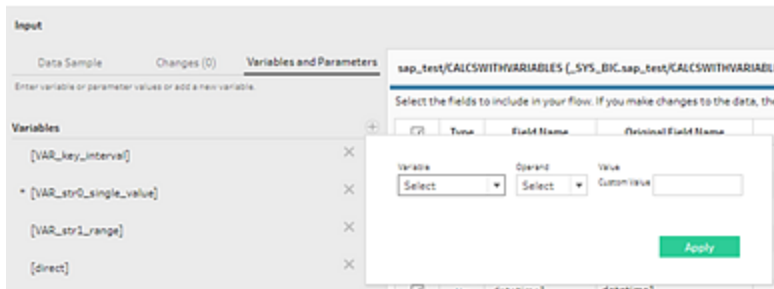 Input
Data Sample Changes (0) Variables and Parameters
Enter variable or parameter values or add a new variable.
Variables
[VAR_key_interval]
* [VAR_str0_single_value]
[VAR_str1_range]
[direct]
sap_test/CALCSWITHVARIABLES (_SYS_BIC.sap_test/CALCSWITHVARIABL
Select the fields to include in your flow. If you make changes to the data, th
Type Field Name Original Field Name
Variable Operand Value
Select Select Custom Value
Apply